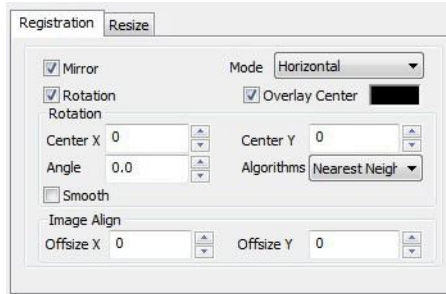 Registration Resize
Mirror Mode Horizontal
Rotation Overlay Center
Rotation
Center X 0 Center Y 0
Angle 0.0 Algorithms Nearest Neigh
Smooth
Image Align
Offsize X 0 Offsize Y 0